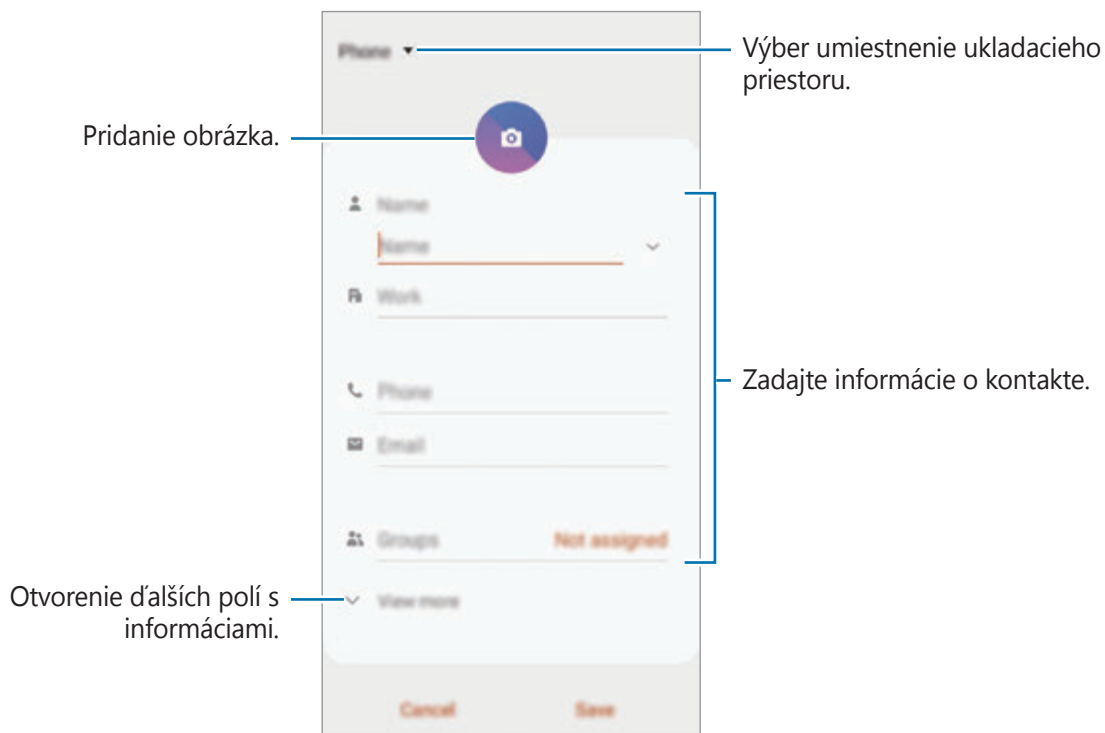 Phone
Výber umiestnenie ukladacieho
priestoru.
Pridanie obrázka.
Name
Name
Work
Phone
Zadajte informácie o kontakte.
Email
Groups Not assigned
Otvorenie ďalších polí s
informáciami.
View more
Cancel Save